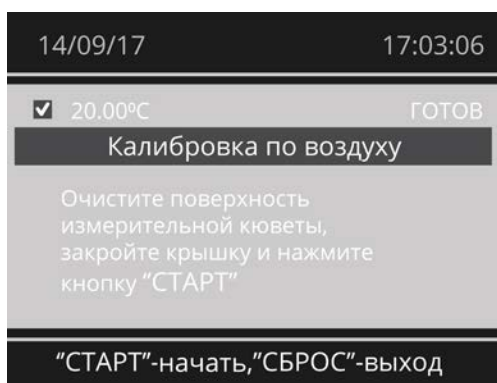 14/09/17 17:03:06
20.00ºC ГОТОВ
Калибровка по воздуху
Очистите поверхность
измерительной кюветы,
закройте крышку и нажмите
кнопку “СТАРТ”
“СТАРТ”-начать,”СБРОС”-выход